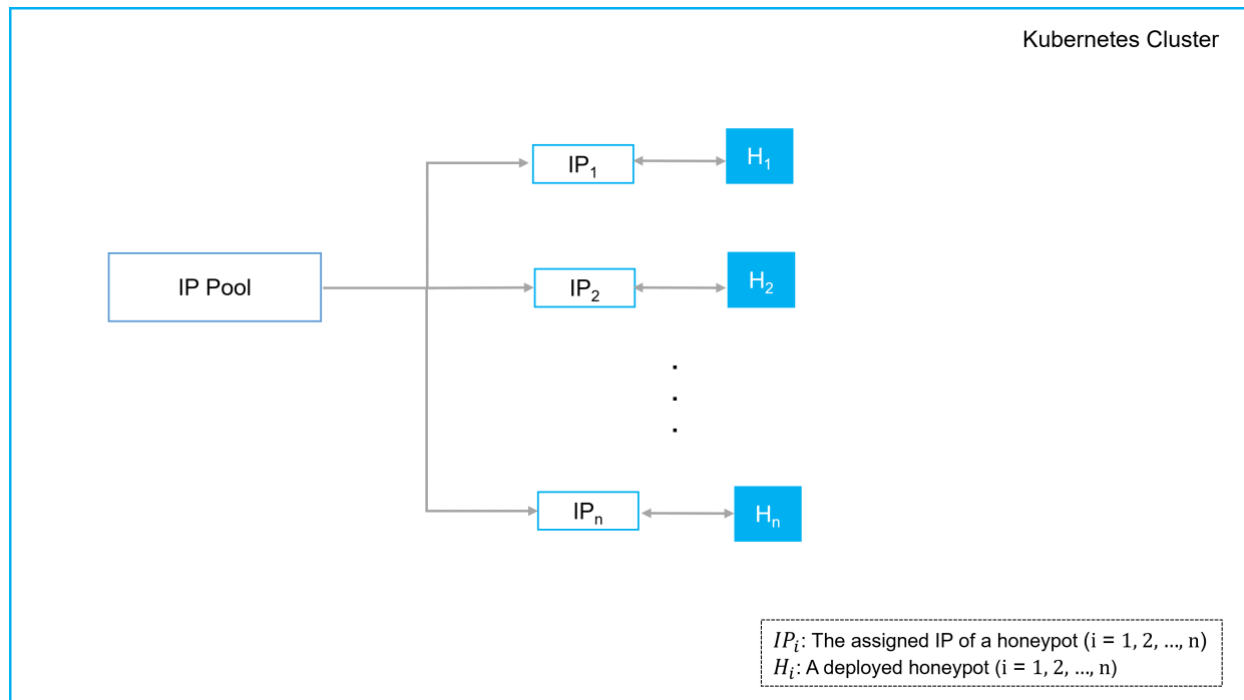 Kubernetes Cluster
IP₁
H₁
IP Pool
IP₂
H₂
.
.
.
IPₙ
Hₙ
IPᵢ: The assigned IP of a honeypot (i = 1, 2, ..., n)
Hᵢ: A deployed honeypot (i = 1, 2, ..., n)